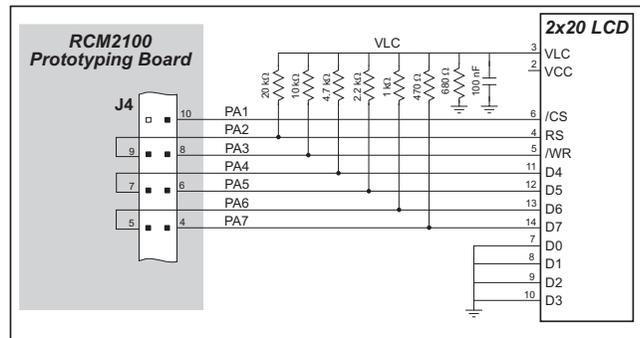 RCM2100
Prototyping Board
2x20 LCD
VLC
3 VLC
2 VCC
20 kΩ
10 kΩ
4.7 kΩ
2.2 kΩ
1 kΩ
470 Ω
680 Ω
100 nF
J4
10 PA1 6 /CS
PA2 4 RS
9 8 PA3 5 /WR
PA4 11 D4
7 6 PA5 12 D5
PA6 13 D6
5 4 PA7 14 D7
7 D0
8 D1
9 D2
10 D3